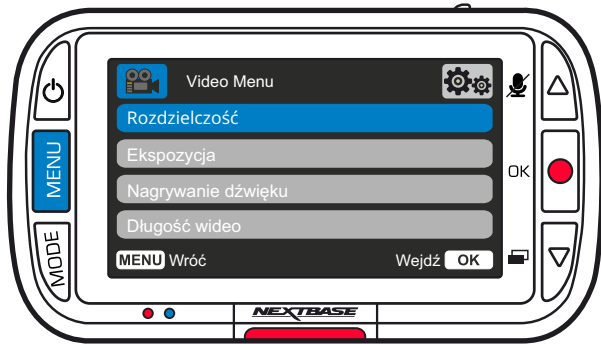 Video Menu
Rozdzielczość
Ekspozycja
Nagrywanie dźwięku
Długość wideo
MENU Wróć
Wejdź OK
MENU
MODE
OK
NEXTBASE